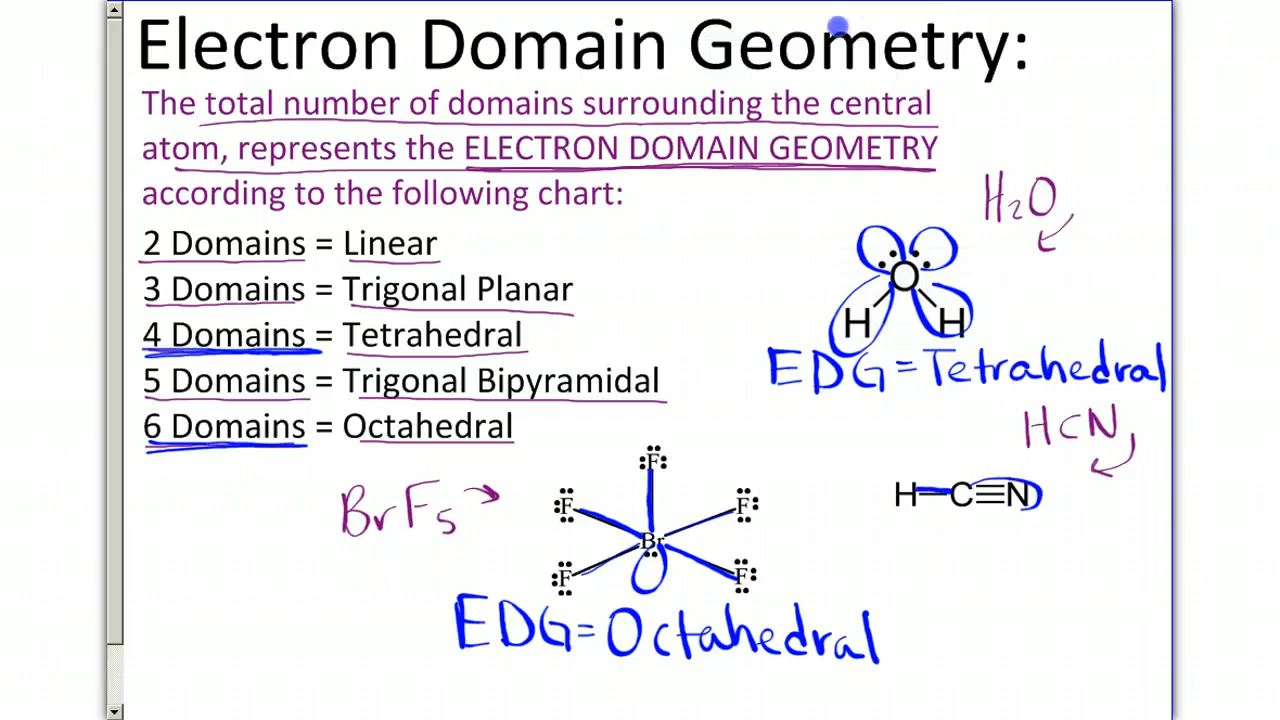 Electron Domain Geometry:
The total number of domains surrounding the central
atom, represents the ELECTRON DOMAIN GEOMETRY
according to the following chart:
2 Domains = Linear
3 Domains = Trigonal Planar
4 Domains = Tetrahedral
5 Domains = Trigonal Bipyramidal
6 Domains = Octahedral
H₂O
O
H H
EDG = Tetrahedral
HCN
H—C≡N
BrF₅
F
F F
Br
F F
EDG = Octahedral